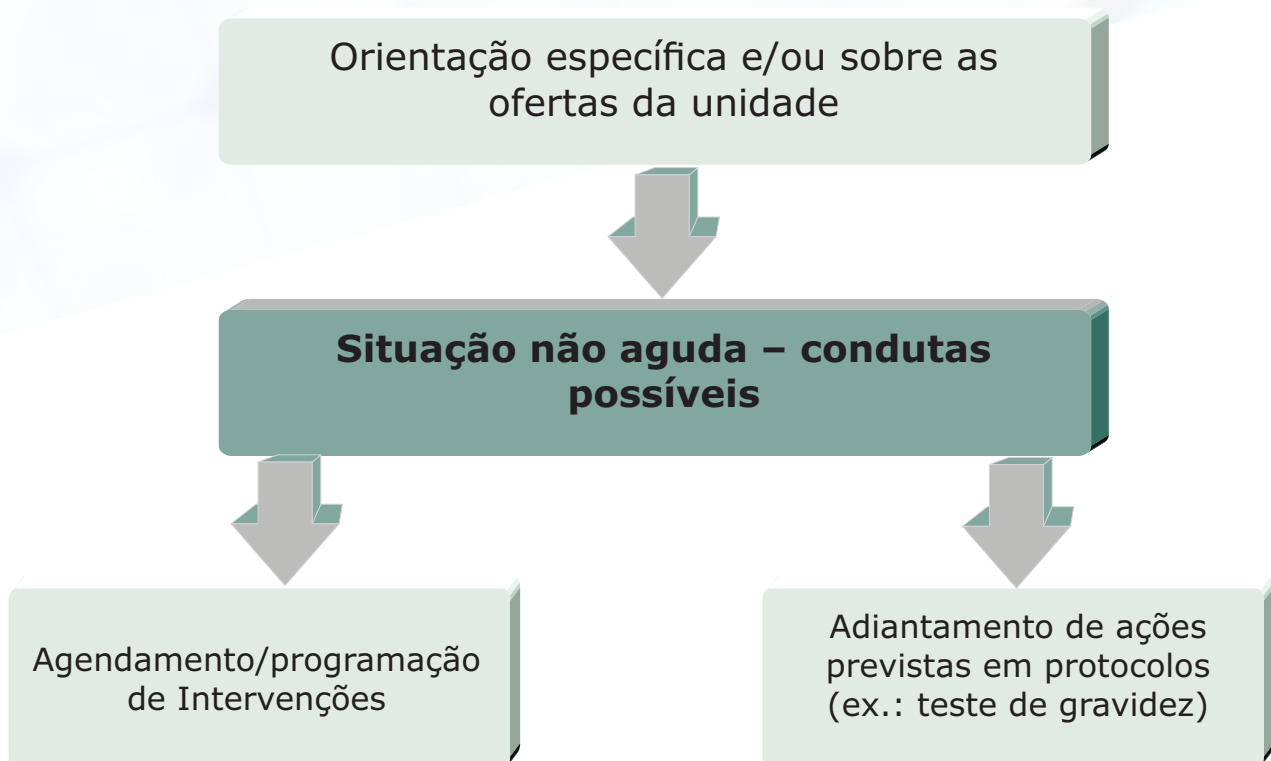 Orientação específica e/ou sobre as
ofertas da unidade
Situação não aguda – condutas
possíveis
Agendamento/programação
de Intervenções
Adiantamento de ações
previstas em protocolos
(ex.: teste de gravidez)